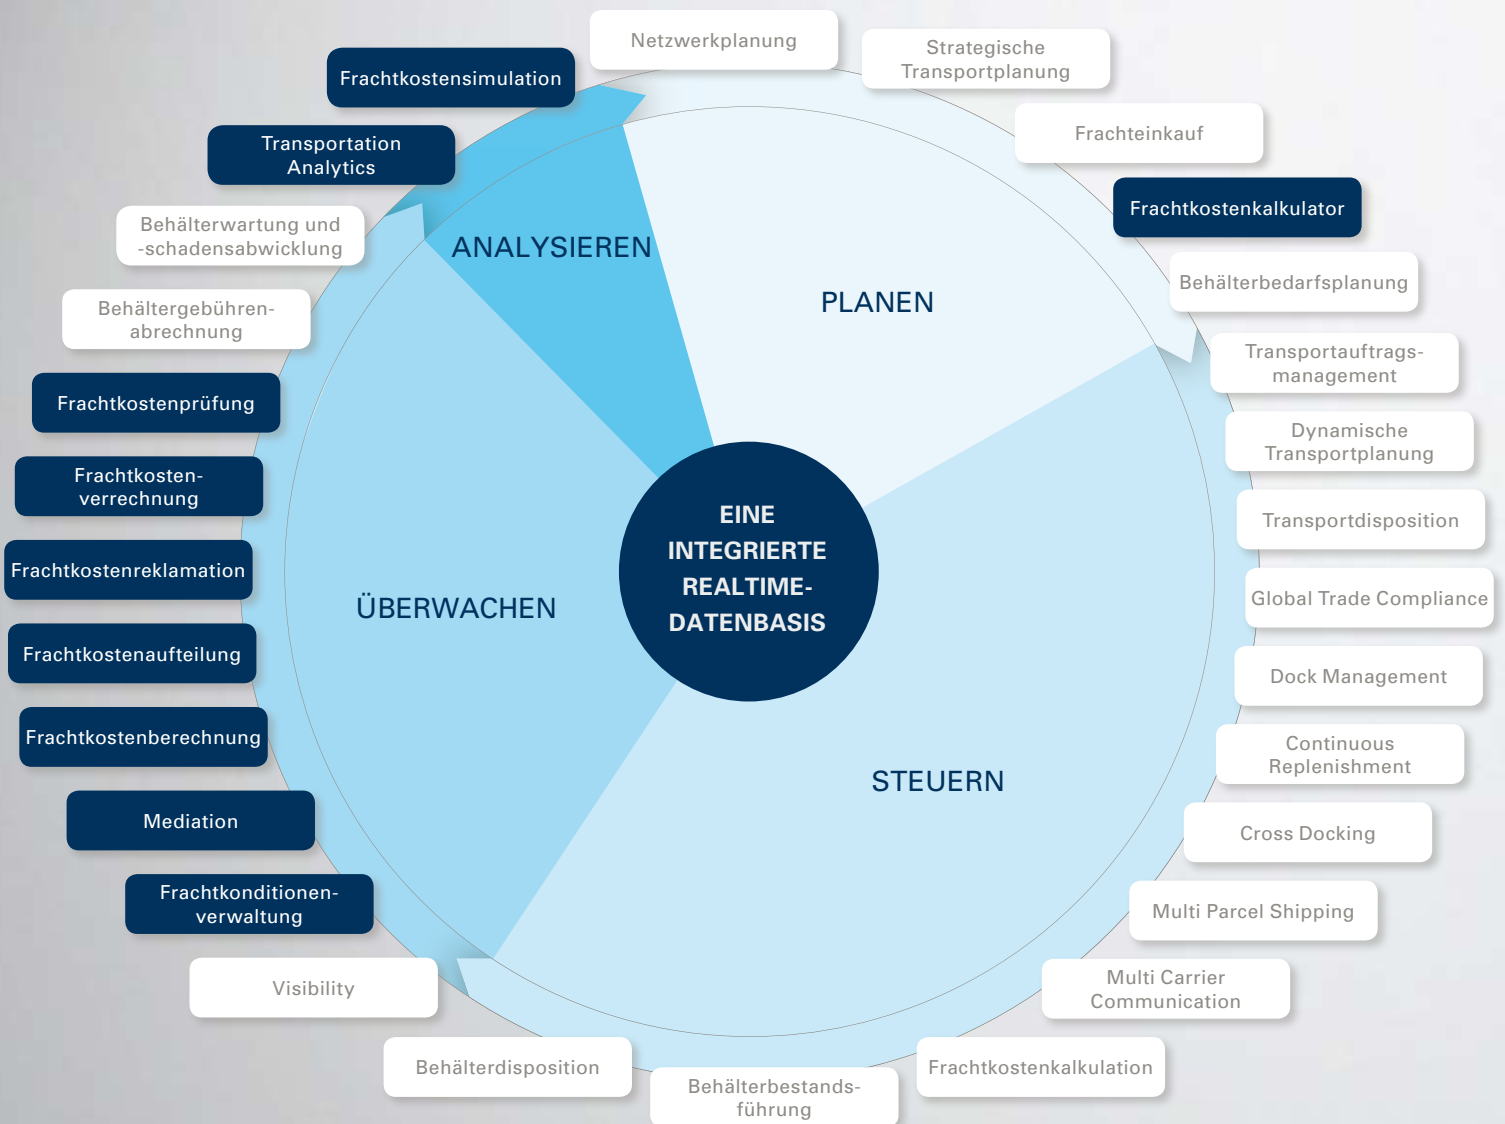 Netzwerkplanung
Strategische
Transportplanung
Frachteinkauf
Frachtkostenkalkulator
Behälterbedarfsplanung
Transportauftrags-
management
Dynamische
Transportplanung
Transportdisposition
Global Trade Compliance
Dock Management
Continuous
Replenishment
Cross Docking
Multi Parcel Shipping
Multi Carrier
Communication
Frachtkostenkalkulation
Behälterbestands-
führung
Behälterdisposition
Visibility
Frachtkonditionen-
verwaltung
Mediation
Frachtkostenberechnung
Frachtkostenaufteilung
Frachtkostenreklamation
Frachtkosten-
verrechnung
Frachtkostenprüfung
Behältergebühren-
abrechnung
Behälterwartung und
-schadensabwicklung
Transportation
Analytics
Frachtkostensimulation
ANALYSIEREN
PLANEN
STEUERN
ÜBERWACHEN
EINE
INTEGRIERTE
REALTIME-
DATENBASIS